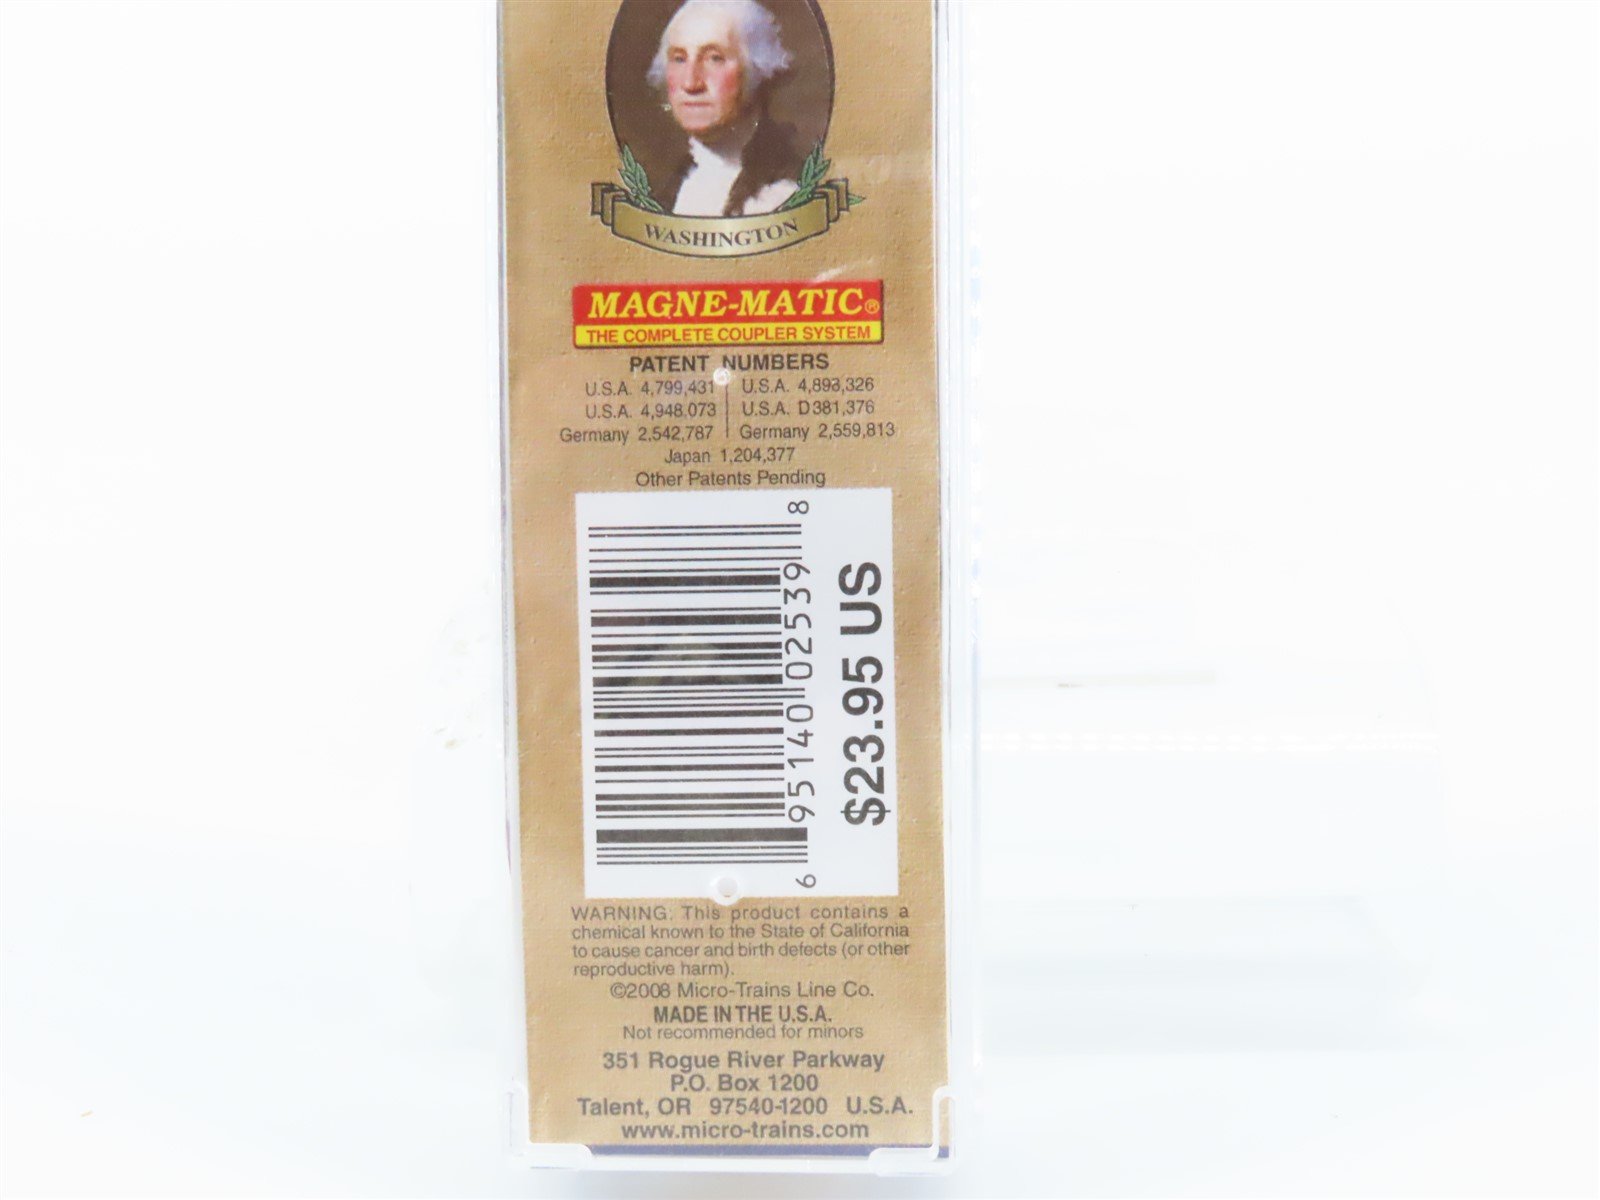 WASHINGTON
MAGNE-MATIC®
THE COMPLETE COUPLER SYSTEM
PATENT NUMBERS
U.S.A. 4,799,431 U.S.A. 4,893,326
U.S.A. 4,948,073 U.S.A. D381,376
Germany 2,542,787 Germany 2,559,813
Japan 1,204,377
Other Patents Pending
6 95140 02539 8
$23.95 US
WARNING: This product contains a
chemical known to the State of California
to cause cancer and birth defects (or other
reproductive harm).
©2008 Micro-Trains Line Co.
MADE IN THE U.S.A.
Not recommended for minors
351 Rogue River Parkway
P.O. Box 1200
Talent, OR 97540-1200 U.S.A.
www.micro-trains.com